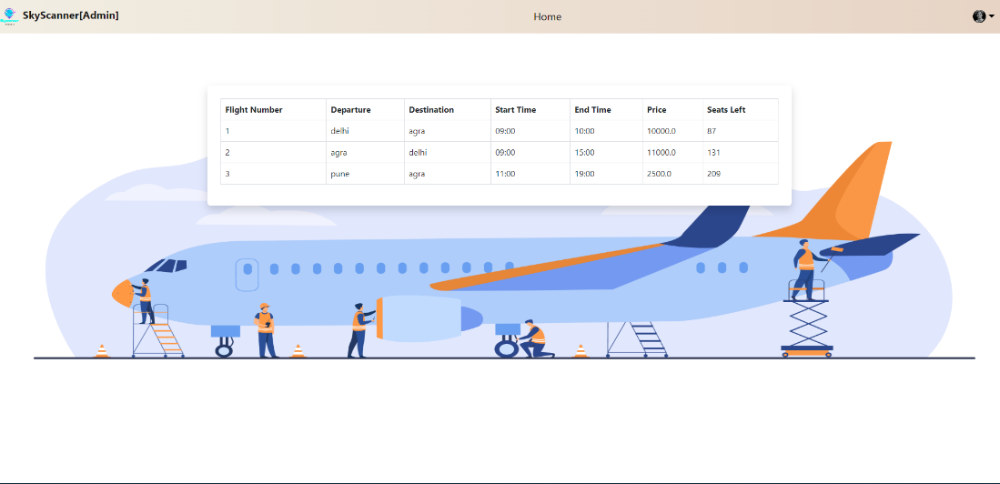 SkyScanner[Admin]
Home
Flight Number Departure Destination Start Time End Time Price Seats Left
1 delhi agra 09:00 10:00 10000.0 87
2 agra delhi 09:00 15:00 11000.0 131
3 pune agra 11:00 19:00 2500.0 209